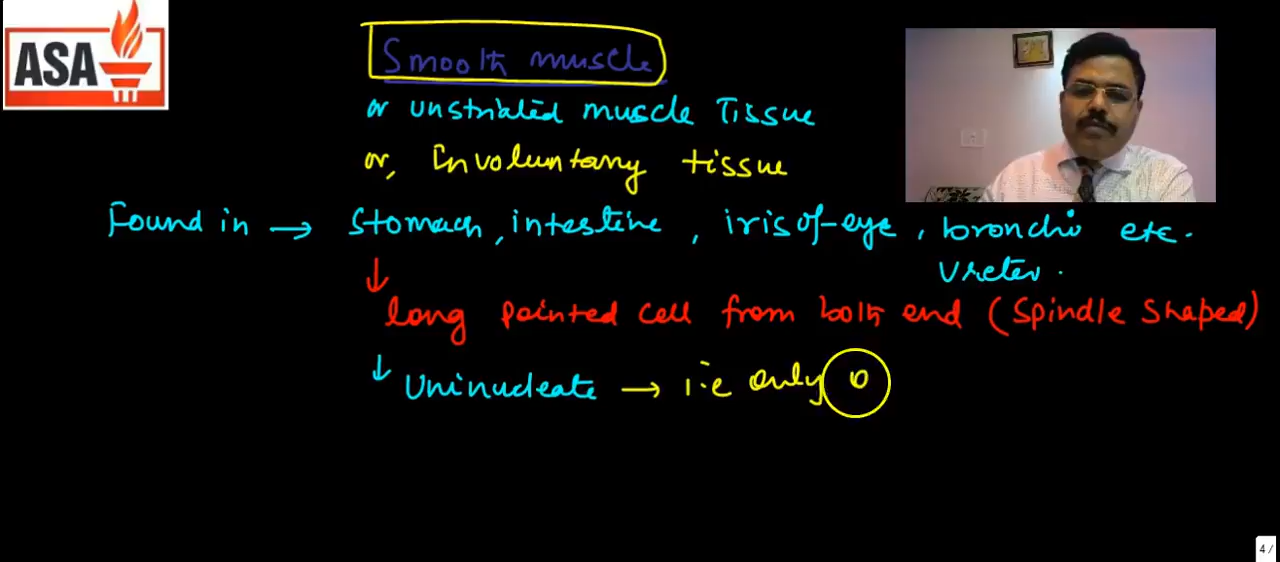 ASA
Smooth muscle
or unstriated muscle Tissue
or, Involuntary tissue
Found in → Stomach, intestine, iris of eye, bronchi etc.
Ureter.
↓
long pointed cell from both end (Spindle Shaped)
↓ Uninucleate → i.e only o
4/